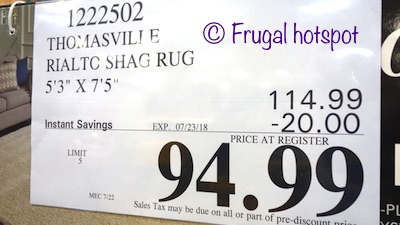 1222502
© Frugal hotspot
THOMASVILLE
RIALTO SHAG RUG
5'3" X 7'5"
114.99
Instant Savings EXP. 07/23/18 -20.00
PRICE AT REGISTER
LIMIT
5
94.99
MEC 7/22
Sales Tax may be due on all or part of pre-discount price